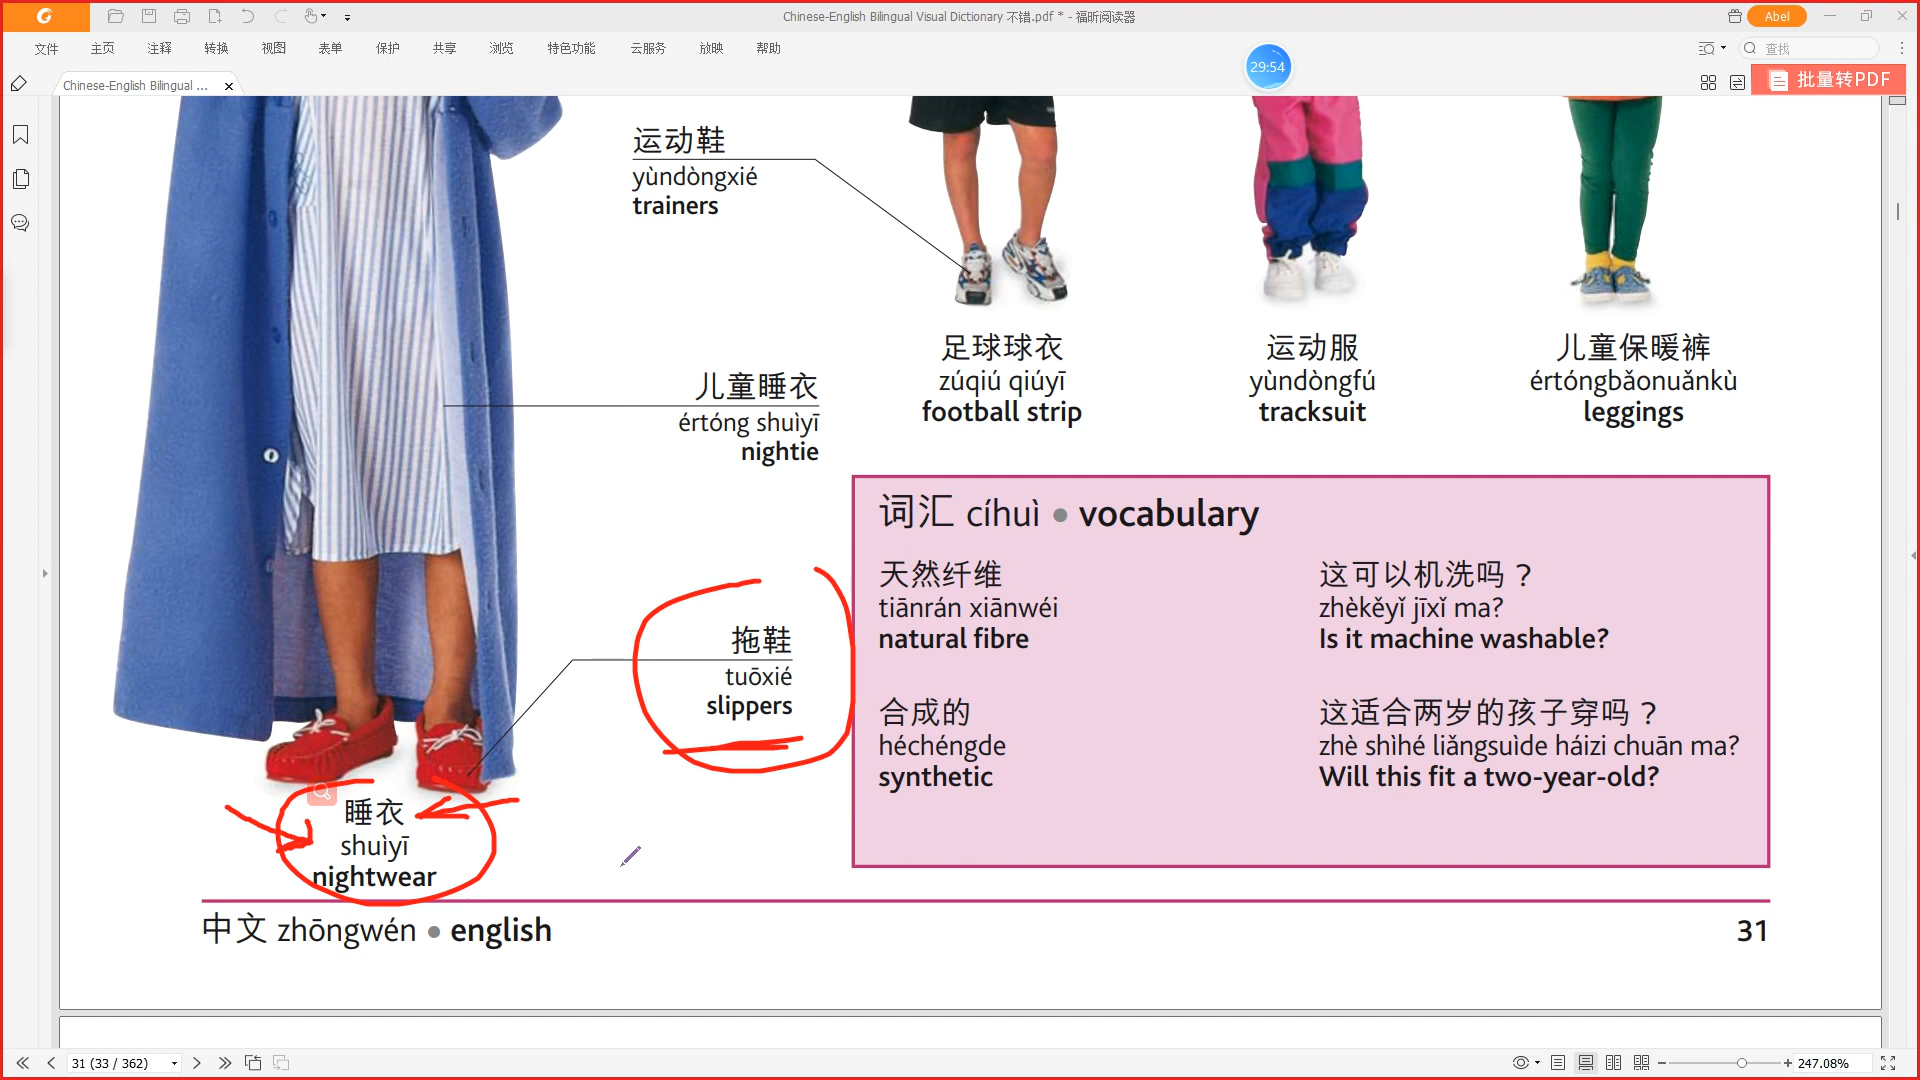 Chinese-English Bilingual Visual Dictionary 不错.pdf * - 福昕阅读器
Abel
文件 主页 注释 转换 视图 表单 保护 共享 浏览 特色功能 云服务 放映 帮助
29:54
查找
Chinese-English Bilingual ...
批量转PDF
运动鞋
yùndòngxié
trainers
足球球衣
zúqiú qiúyī
football strip
运动服
yùndòngfú
tracksuit
儿童保暖裤
értóngbǎonuǎnkù
leggings
儿童睡衣
értóng shuìyī
nightie
拖鞋
tuōxié
slippers
睡衣
shuìyī
nightwear
词汇 cíhuì • vocabulary
天然纤维
tiānrán xiānwéi
natural fibre
合成的
héchéngde
synthetic
这可以机洗吗？
zhèkěyǐ jīxǐ ma?
Is it machine washable?
这适合两岁的孩子穿吗？
zhè shìhé liǎngsuìde háizi chuān ma?
Will this fit a two-year-old?
中文 zhōngwén • english
31
31 (33 / 362)
247.08%